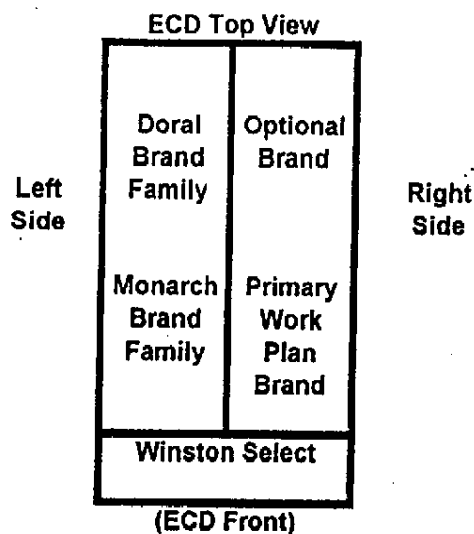 ECD Top View
Doral
Brand
Family
Optional
Brand
Left
Side
Right
Side
Monarch
Brand
Family
Primary
Work
Plan
Brand
Winston Select
(ECD Front)